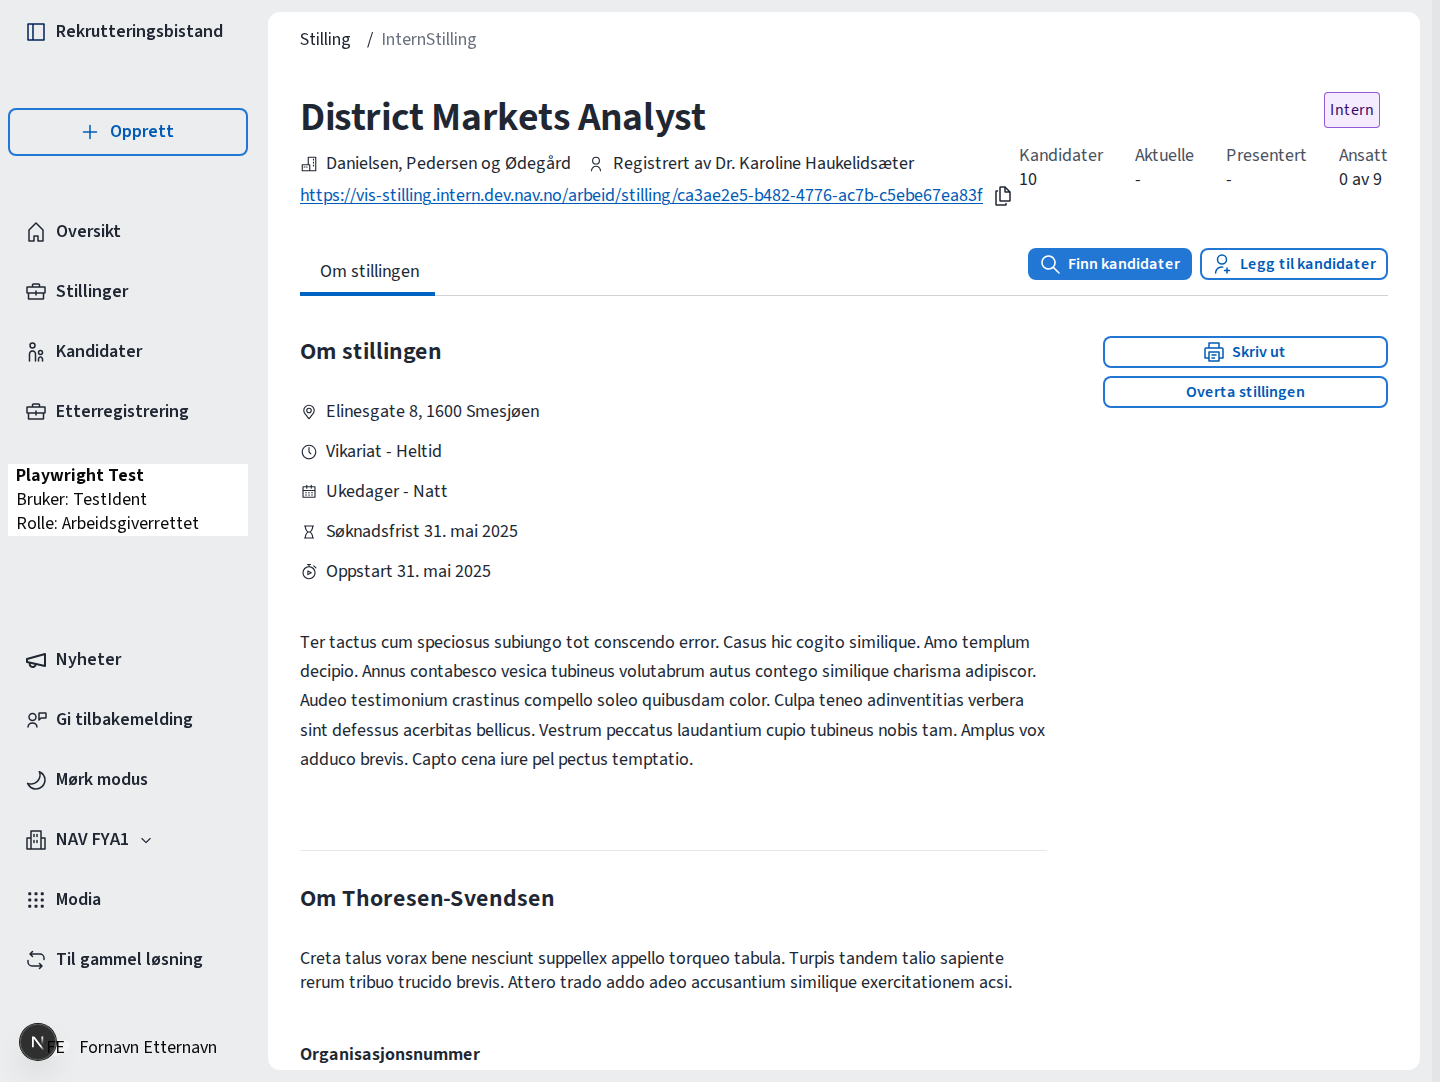 Rekrutteringsbistand
Opprett
Oversikt
Stillinger
Kandidater
Etterregistrering
Playwright Test
Bruker: TestIdent
Rolle: Arbeidsgiverrettet
Nyheter
Gi tilbakemelding
Mørk modus
NAV FYA1
Modia
Til gammel løsning
FE Fornavn Etternavn
Stilling / InternStilling
District Markets Analyst
Intern
Danielsen, Pedersen og Ødegård Registrert av Dr. Karoline Haukelidsæter
https://vis-stilling.intern.dev.nav.no/arbeid/stilling/ca3ae2e5-b482-4776-ac7b-c5ebe67ea83f
Kandidater Aktuelle Presentert Ansatt
10 - - 0 av 9
Om stillingen
Finn kandidater Legg til kandidater
Om stillingen
Skriv ut
Overta stillingen
Elinesgate 8, 1600 Smesjøen
Vikariat - Heltid
Ukedager - Natt
Søknadsfrist 31. mai 2025
Oppstart 31. mai 2025
Ter tactus cum speciosus subiungo tot conscendo error. Casus hic cogito similique. Amo templum
decipio. Annus contabesco vesica tubineus volutabrum autus contego similique charisma adipiscor.
Audeo testimonium crastinus compello soleo quibusdam color. Culpa teneo adinventitias verbera
sint defessus acerbitas bellicus. Vestrum peccatus laudantium cupio tubineus nobis tam. Amplus vox
adduco brevis. Capto cena iure pel pectus temptatio.
Om Thoresen-Svendsen
Creta talus vorax bene nesciunt suppellex appello torqueo tabula. Turpis tandem talio sapiente
rerum tribuo trucido brevis. Attero trado addo adeo accusantium similique exercitationem acsi.
Organisasjonsnummer